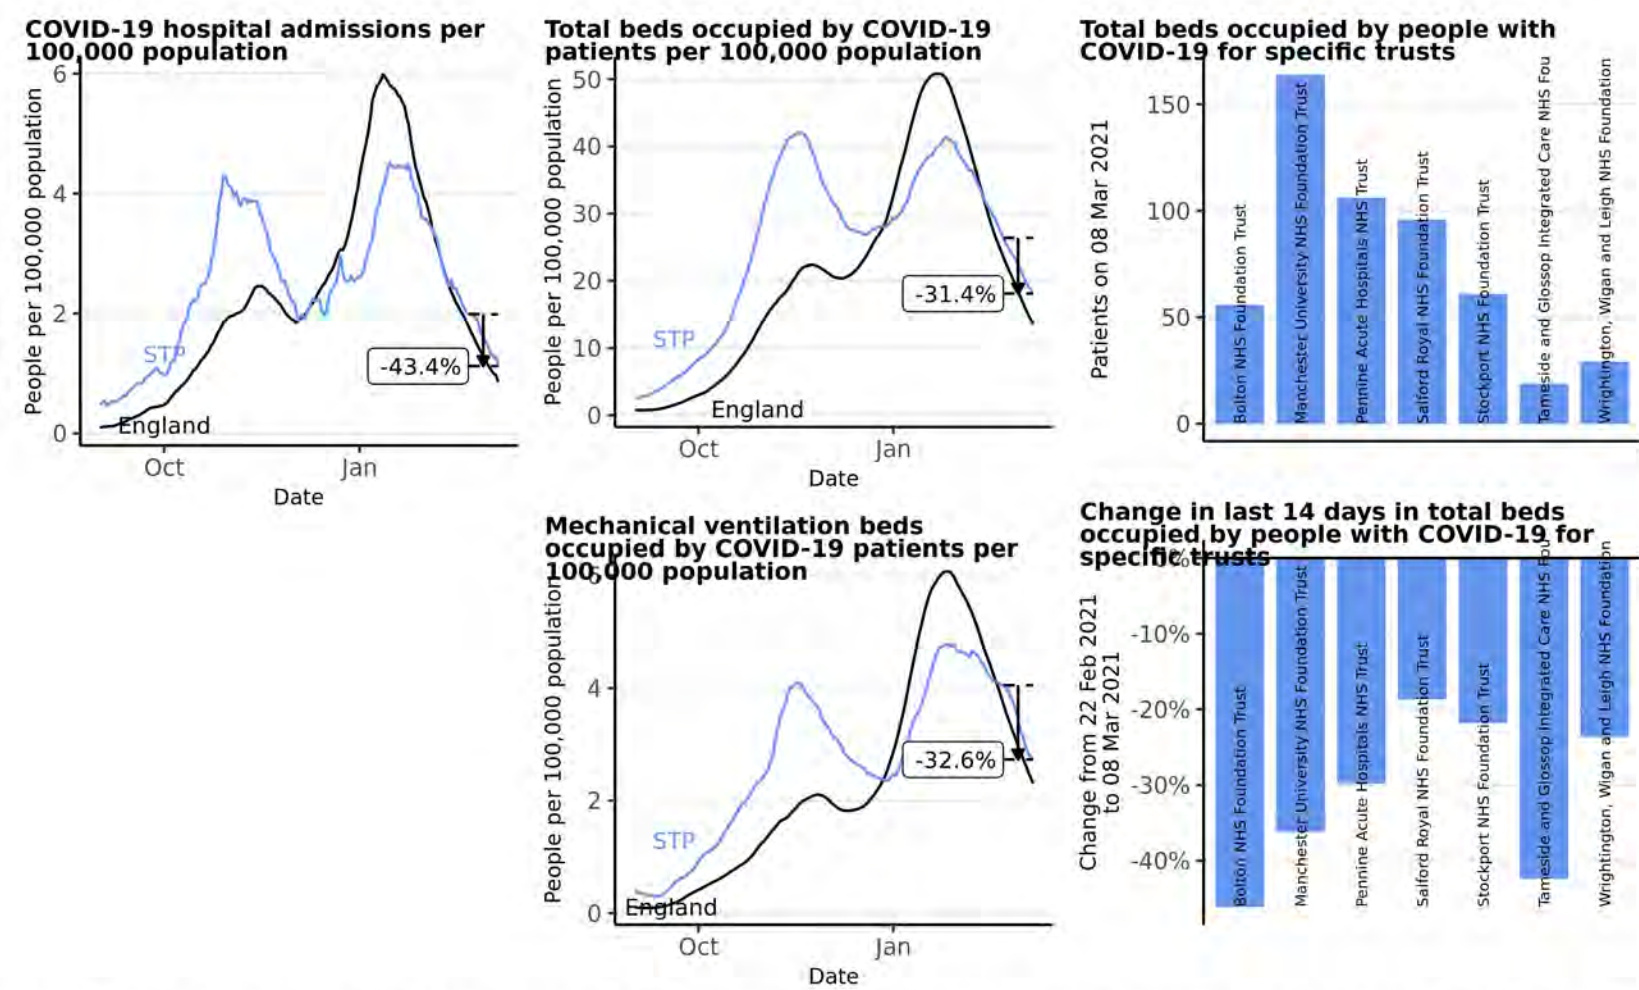 COVID-19 hospital admissions per
100,000 population
People per 100,000 population
6
4
2
0
STP
England
-43.4%
Oct
Jan
Date
Total beds occupied by COVID-19
patients per 100,000 population
People per 100,000 population
50
40
30
20
10
0
STP
England
-31.4%
Oct
Jan
Date
Total beds occupied by people with
COVID-19 for specific trusts
Patients on 08 Mar 2021
150
100
50
0
Bolton NHS Foundation Trust
Manchester University NHS Foundation Trust
Pennine Acute Hospitals NHS Trust
Salford Royal NHS Foundation Trust
Stockport NHS Foundation Trust
Tameside and Glossop Integrated Care NHS Fou
Wrightington, Wigan and Leigh NHS Foundation
Mechanical ventilation beds
occupied by COVID-19 patients per
100,000 population
People per 100,000 population
4
2
0
STP
England
-32.6%
Oct
Jan
Date
Change in last 14 days in total beds
occupied by people with COVID-19 for
specific trusts
Change from 22 Feb 2021
to 08 Mar 2021
0%
-10%
-20%
-30%
-40%
Bolton NHS Foundation Trust
Manchester University NHS Foundation Trust
Pennine Acute Hospitals NHS Trust
Salford Royal NHS Foundation Trust
Stockport NHS Foundation Trust
Tameside and Glossop Integrated Care NHS Fou
Wrightington, Wigan and Leigh NHS Foundation